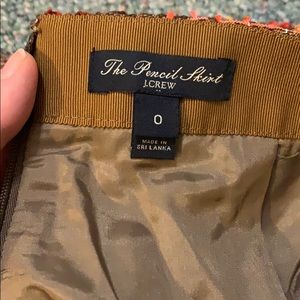 The Pencil Skirt
J.CREW
0
MADE IN
SRI LANKA